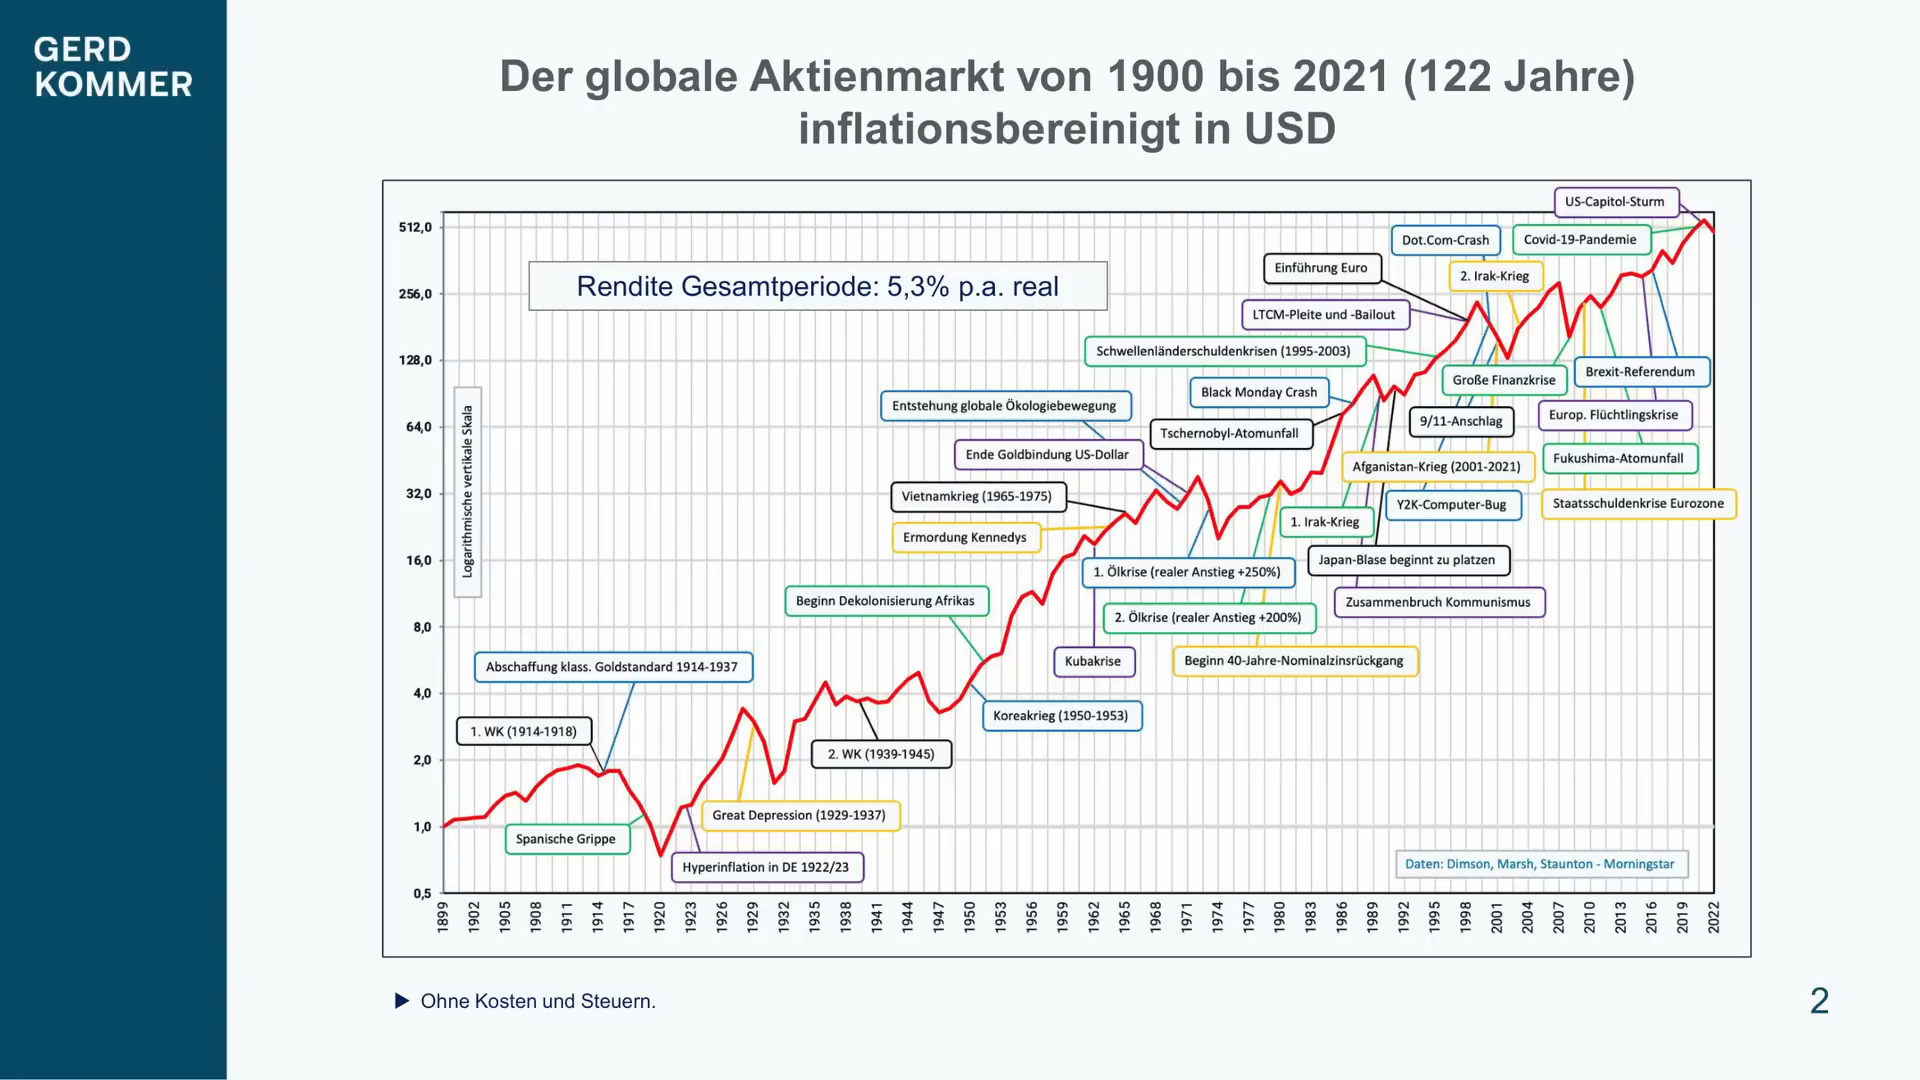 GERD
KOMMER
Der globale Aktienmarkt von 1900 bis 2021 (122 Jahre)
inflationsbereinigt in USD
Rendite Gesamtperiode: 5,3% p.a. real
Logarithmische vertikale Skala
512,0
256,0
128,0
64,0
32,0
16,0
8,0
4,0
2,0
1,0
0,5
US-Capitol-Sturm
Dot.Com-Crash
Covid-19-Pandemie
Einführung Euro
2. Irak-Krieg
LTCM-Pleite und -Bailout
Schwellenländerschuldenkrisen (1995-2003)
Große Finanzkrise
Brexit-Referendum
Entstehung globale Ökologiebewegung
Black Monday Crash
9/11-Anschlag
Europ. Flüchtlingskrise
Tschernobyl-Atomunfall
Ende Goldbindung US-Dollar
Afganistan-Krieg (2001-2021)
Fukushima-Atomunfall
Vietnamkrieg (1965-1975)
Y2K-Computer-Bug
Staatsschuldenkrise Eurozone
Ermordung Kennedys
1. Irak-Krieg
1. Ölkrise (realer Anstieg +250%)
Japan-Blase beginnt zu platzen
Beginn Dekolonisierung Afrikas
2. Ölkrise (realer Anstieg +200%)
Zusammenbruch Kommunismus
Abschaffung klass. Goldstandard 1914-1937
Kubakrise
Beginn 40-Jahre-Nominalzinsrückgang
1. WK (1914-1918)
2. WK (1939-1945)
Koreakrieg (1950-1953)
Spanische Grippe
Great Depression (1929-1937)
Hyperinflation in DE 1922/23
Daten: Dimson, Marsh, Staunton - Morningstar
1899
1902
1905
1908
1911
1914
1917
1920
1923
1926
1929
1932
1935
1938
1941
1944
1947
1950
1953
1956
1959
1962
1965
1968
1971
1974
1977
1980
1983
1986
1989
1992
1995
1998
2001
2004
2007
2010
2013
2016
2019
2022
▶ Ohne Kosten und Steuern.
2